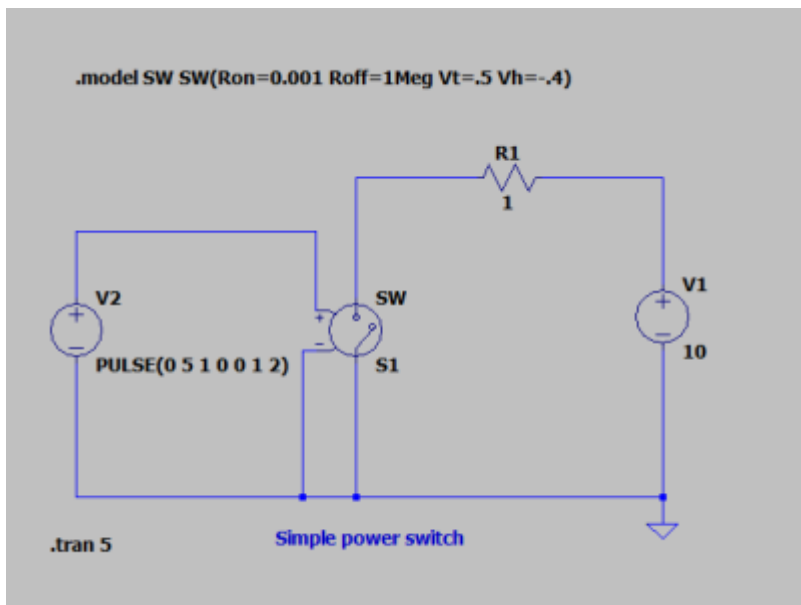 .model SW SW(Ron=0.001 Roff=1Meg Vt=.5 Vh=-.4)
R1
1
V2
+
−
PULSE(0 5 1 0 0 1 2)
SW
+
−
S1
V1
+
−
10
.tran 5
Simple power switch